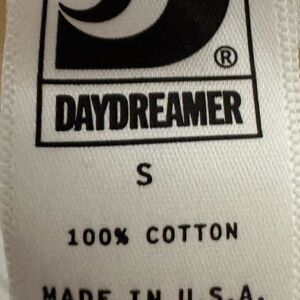 ®
DAYDREAMER
S
100% COTTON
MADE IN U.S.A.